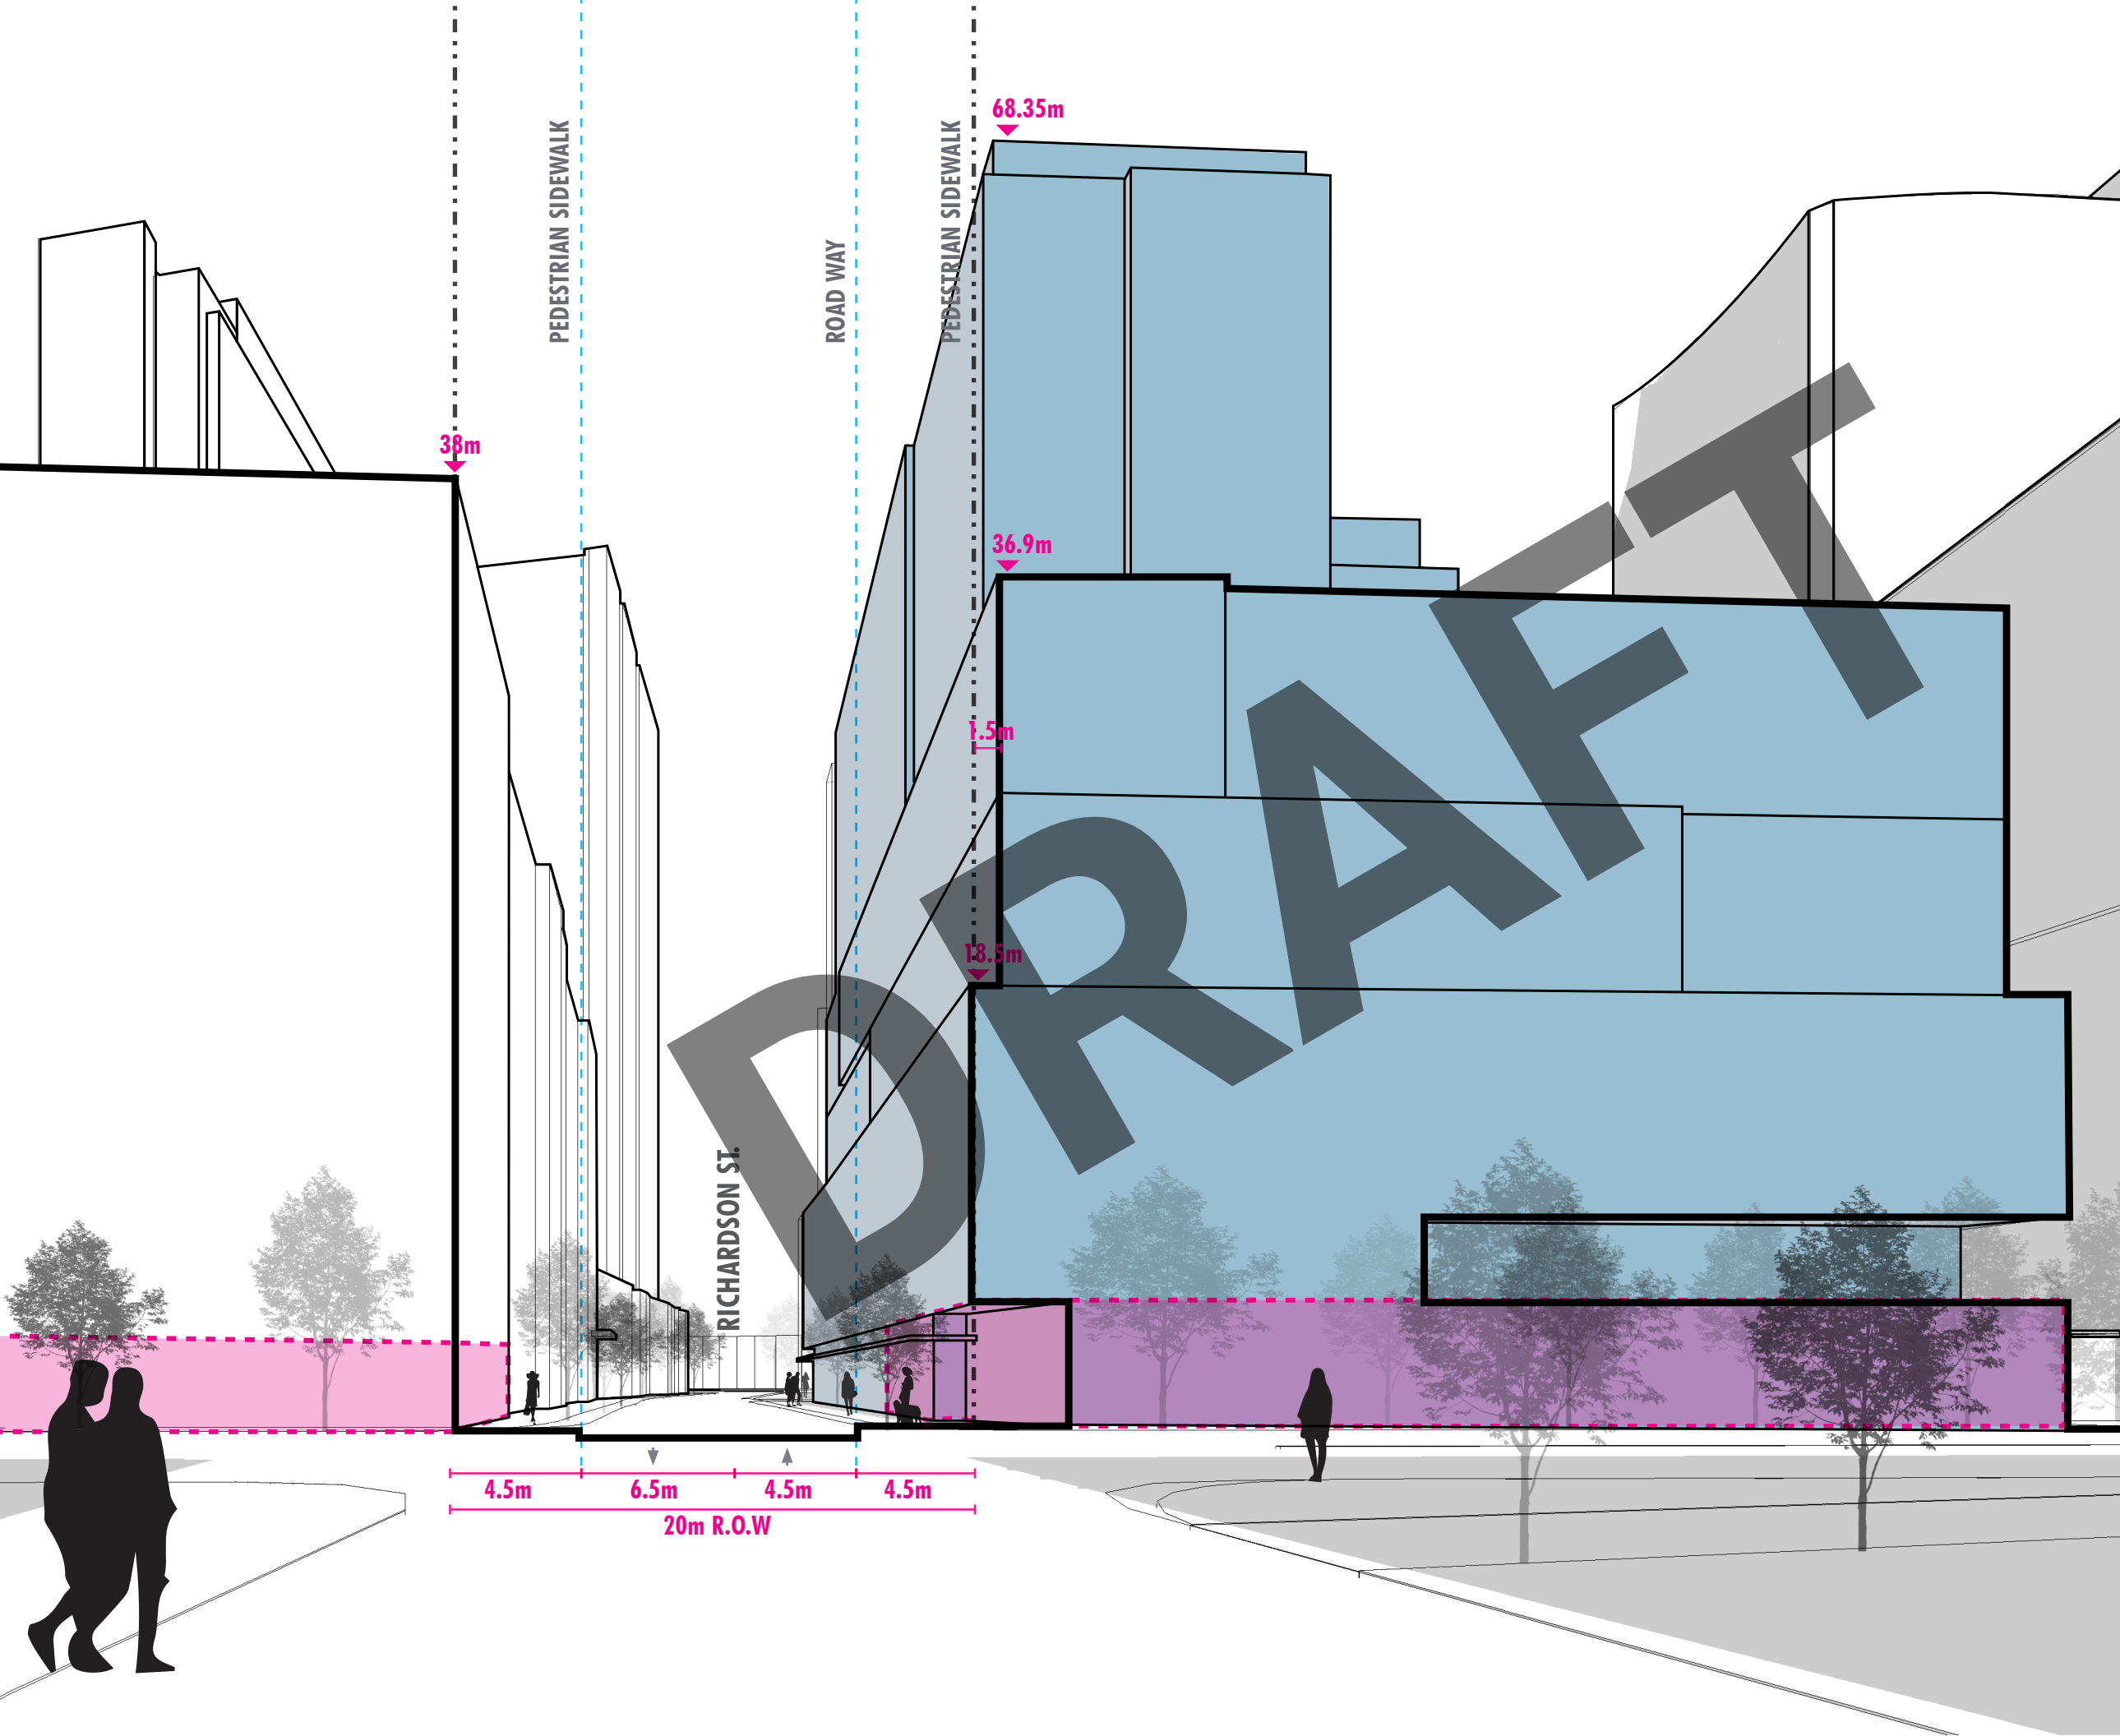 68.35m
PEDESTRIAN SIDEWALK
ROAD WAY
PEDESTRIAN SIDEWALK
38m
36.9m
1.5m
18.5m
DRAFT
RICHARDSON ST.
4.5m 6.5m 4.5m 4.5m
20m R.O.W